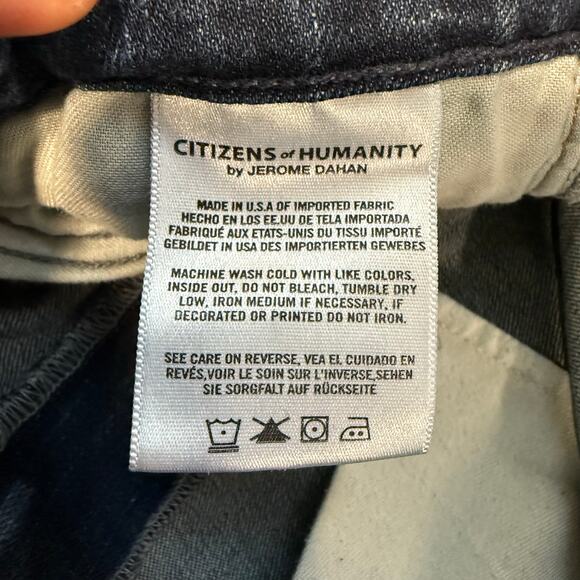 CITIZENS of HUMANITY
by JEROME DAHAN
MADE IN U.S.A OF IMPORTED FABRIC
HECHO EN LOS EE.UU DE TELA IMPORTADA
FABRIQUÉ AUX ETATS-UNIS DU TISSU IMPORTÉ
GEBILDET IN USA DES IMPORTIERTEN GEWEBES
MACHINE WASH COLD WITH LIKE COLORS,
INSIDE OUT, DO NOT BLEACH, TUMBLE DRY
LOW, IRON MEDIUM IF NECESSARY, IF
DECORATED OR PRINTED DO NOT IRON.
SEE CARE ON REVERSE, VEA EL CUIDADO EN
REVÉS,VOIR LE SOIN SUR L'INVERSE,SEHEN
SIE SORGFALT AUF RÜCKSEITE